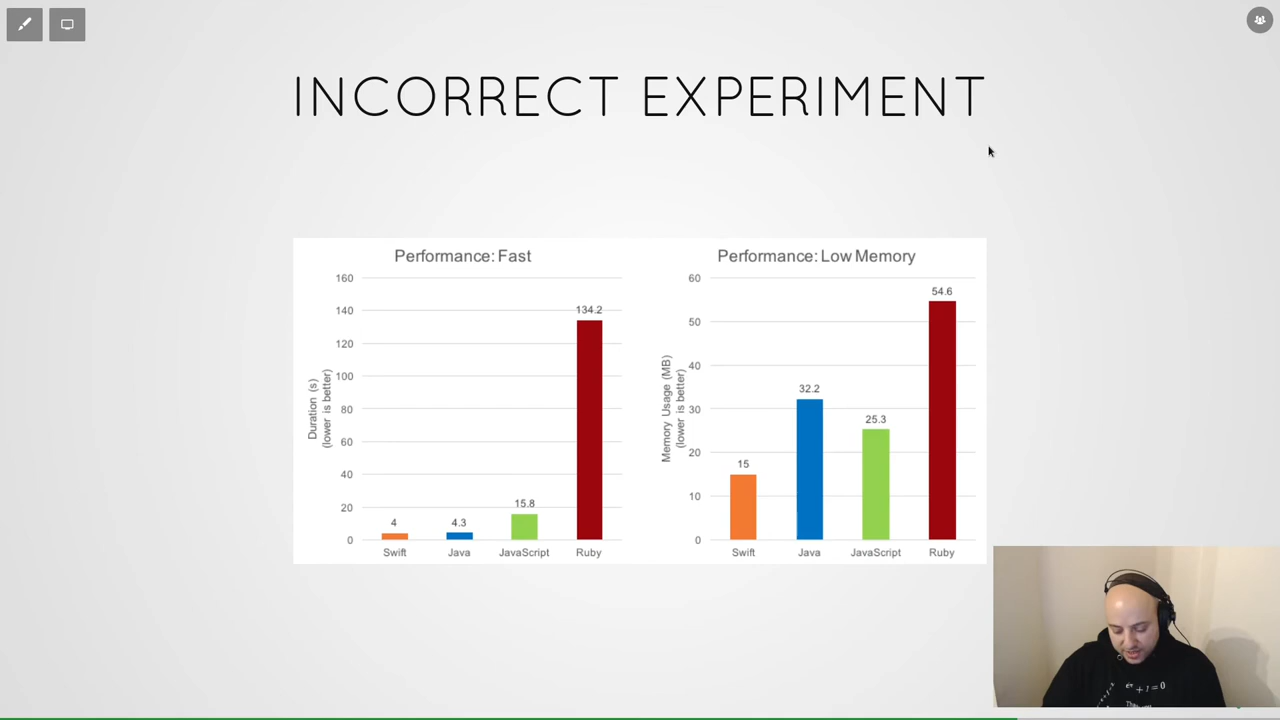 INCORRECT EXPERIMENT
Performance: Fast
160
140
120
100
80
60
40
20
0
Duration (s)
(lower is better)
4
4.3
15.8
134.2
Swift
Java
JavaScript
Ruby
Performance: Low Memory
60
50
40
30
20
10
0
Memory Usage (MB)
(lower is better)
15
32.2
25.3
54.6
Swift
Java
JavaScript
Ruby
+ 1 = 0